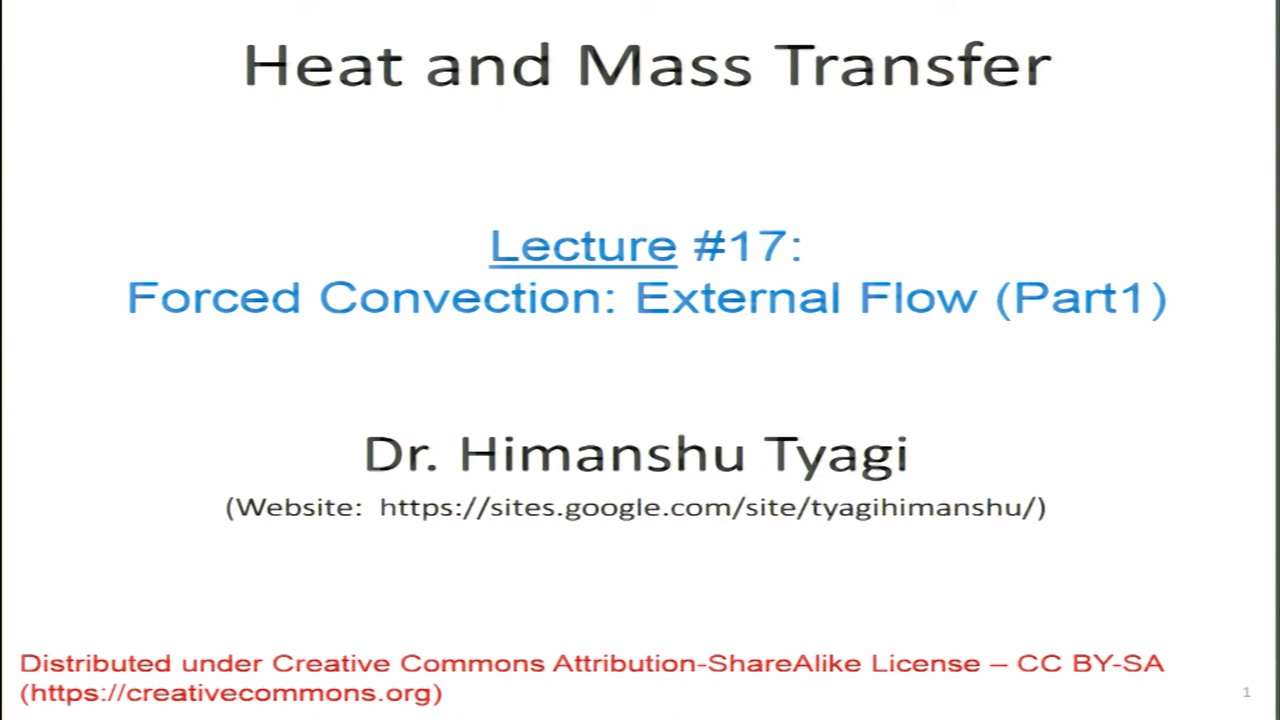 Heat and Mass Transfer
Lecture #17:
Forced Convection: External Flow (Part1)
Dr. Himanshu Tyagi
(Website: https://sites.google.com/site/tyagihimanshu/)
Distributed under Creative Commons Attribution-ShareAlike License – CC BY-SA
(https://creativecommons.org)
1